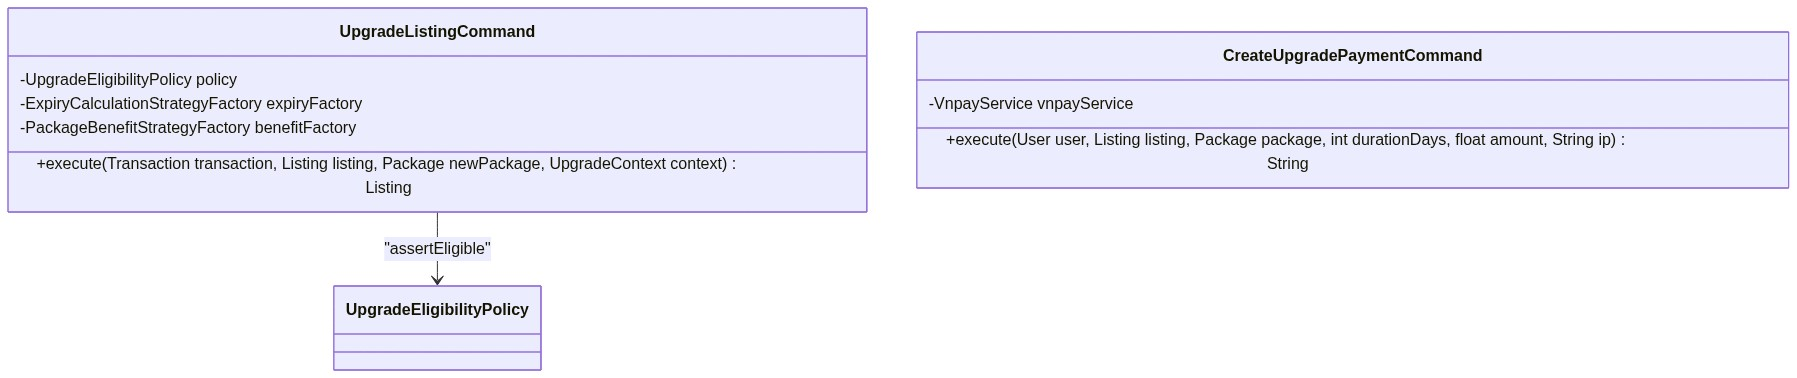 UpgradeListingCommand
-UpgradeEligibilityPolicy policy
-ExpiryCalculationStrategyFactory expiryFactory
-PackageBenefitStrategyFactory benefitFactory
+execute(Transaction transaction, Listing listing, Package newPackage, UpgradeContext context) :
Listing
"assertEligible"
UpgradeEligibilityPolicy
CreateUpgradePaymentCommand
-VnpayService vnpayService
+execute(User user, Listing listing, Package package, int durationDays, float amount, String ip) :
String